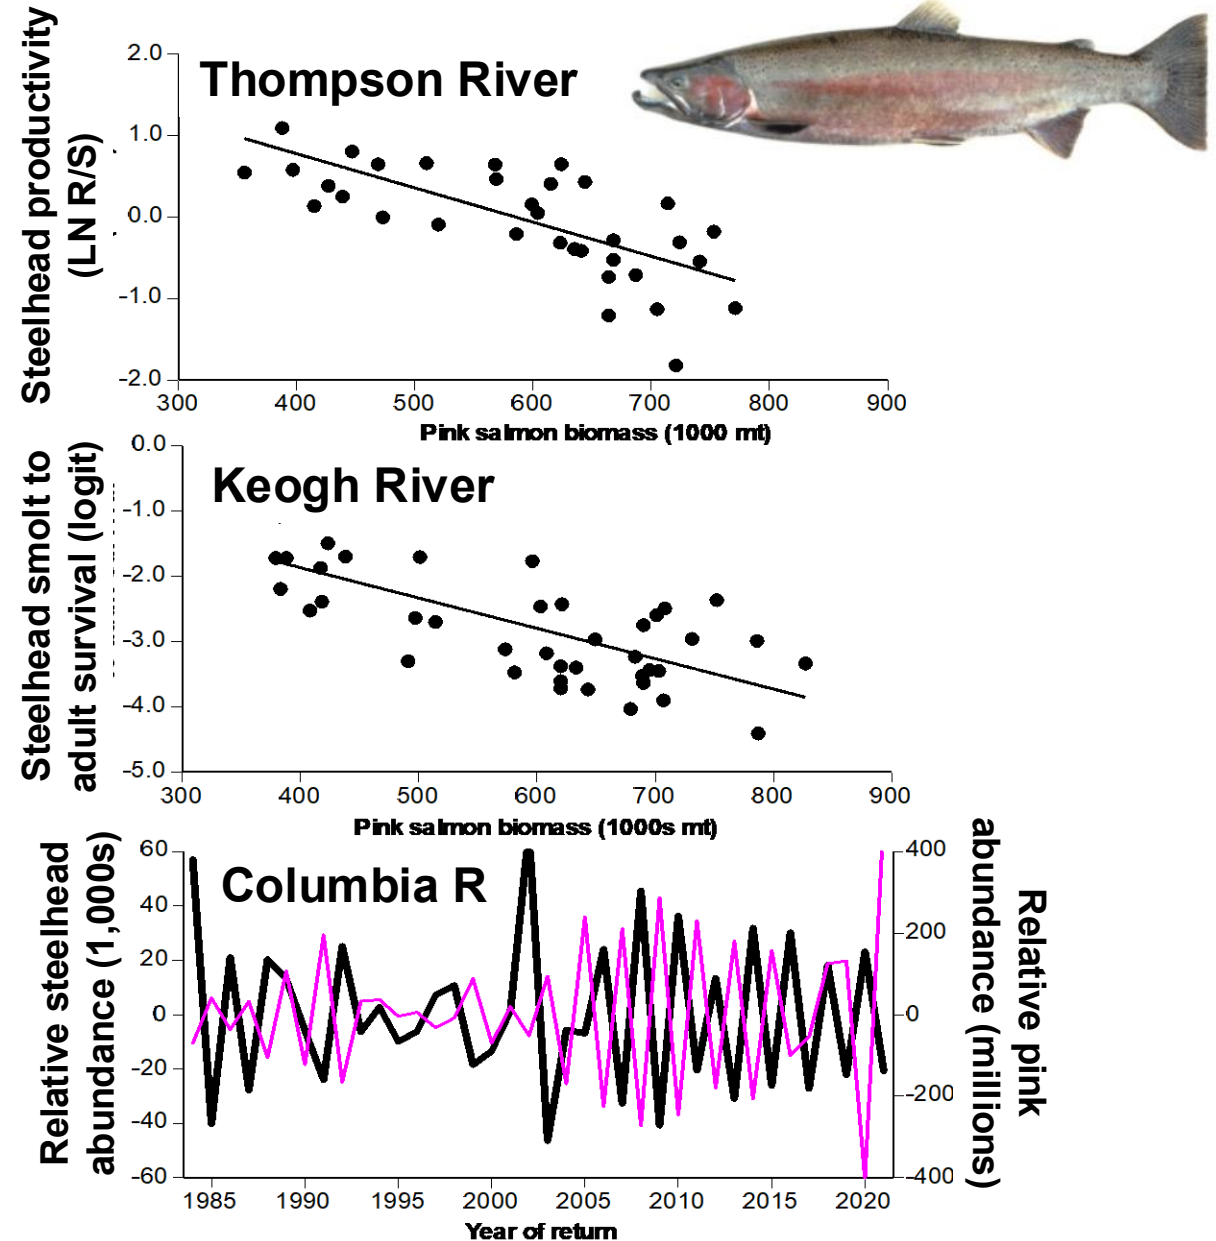 Steelhead productivity
(LN R/S)
Thompson River
2.0
1.0
0.0
-1.0
-2.0
300 400 500 600 700 800 900
Pink salmon biomass (1000 mt)
Steelhead smolt to
adult survival (logit)
Keogh River
0.0
-1.0
-2.0
-3.0
-4.0
-5.0
300 400 500 600 700 800 900
Pink salmon biomass (1000s mt)
Relative steelhead
abundance (1,000s)
Columbia R
60
40
20
0
-20
-40
-60
400
200
0
-200
-400
Relative pink
abundance (millions)
1985 1990 1995 2000 2005 2010 2015 2020
Year of return